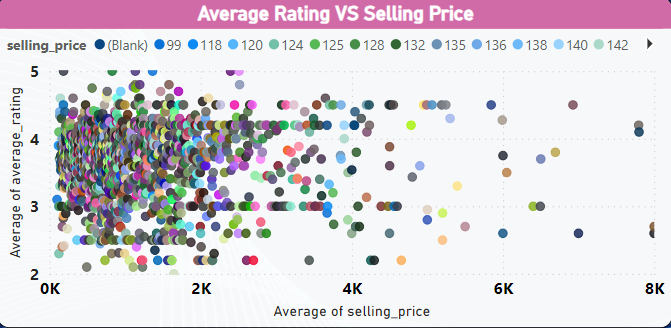 Average Rating VS Selling Price
selling_price (Blank) 99 118 120 124 125 128 132 135 136 138 140 142
Average of average_rating
5
4
3
2
0K 2K 4K 6K 8K
Average of selling_price